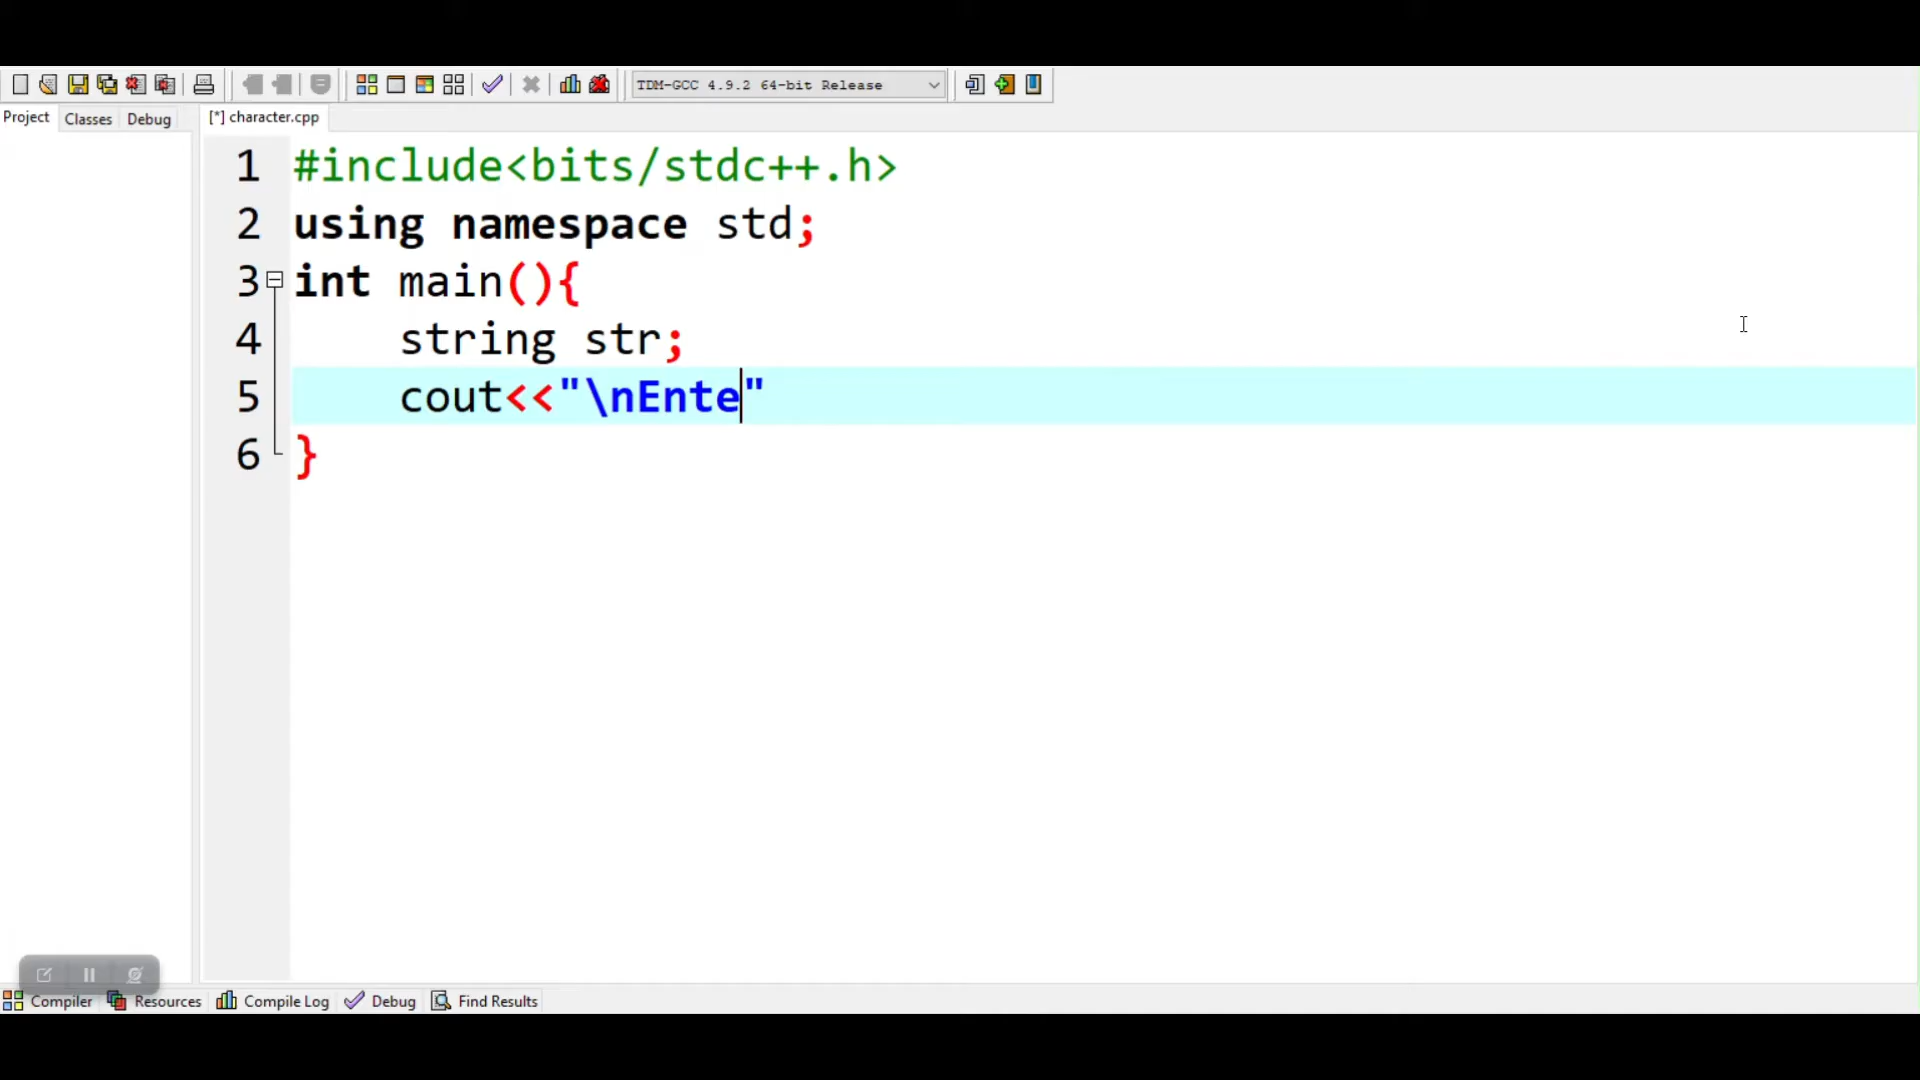 TDM-GCC 4.9.2 64-bit Release
Project Classes Debug [*] character.cpp
1 #include<bits/stdc++.h>
2 using namespace std;
3 int main(){
4 string str;
5 cout<<"\nEnte"
6 }
Compiler Resources Compile Log Debug Find Results